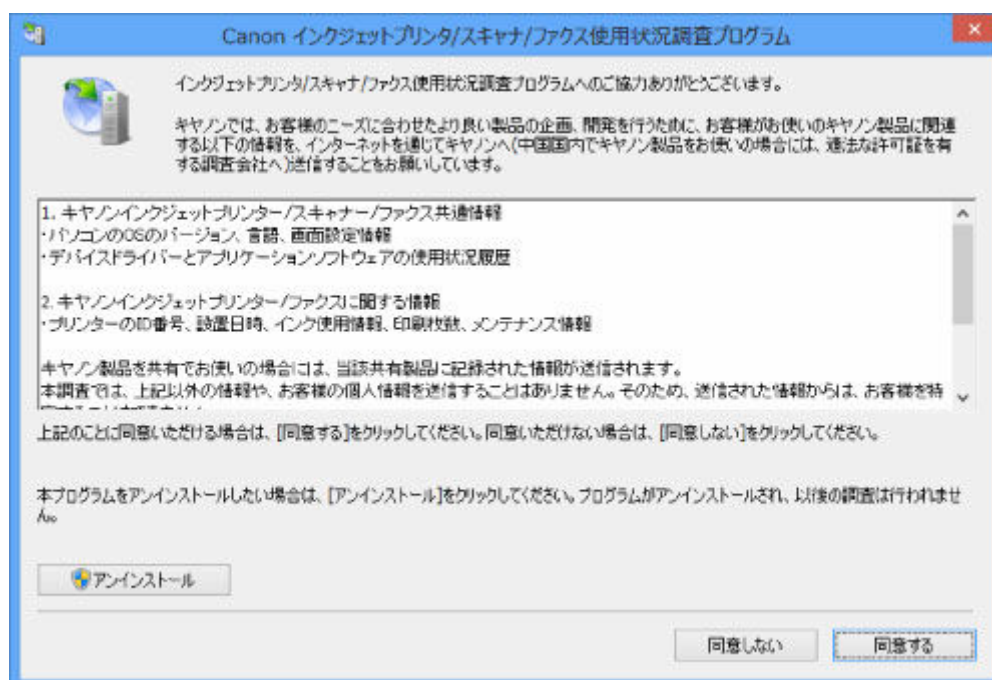 Canon インクジェットプリンタ/スキャナ/ファクス使用状況調査プログラム
インクジェットプリンタ/スキャナ/ファクス使用状況調査プログラムへのご協力ありがとうございます。
キヤノンでは、お客様のニーズに合わせたより良い製品の企画、開発を行うために、お客様がお使いのキヤノン製品に関連
する以下の情報を、インターネットを通じてキヤノンへ(中国国内でキヤノン製品をお使いの場合には、適法な許可証を有
する調査会社へ)送信することをお願いしています。
1. キヤノンインクジェットプリンター/スキャナー/ファクス共通情報
・パソコンのOSのバージョン、言語、画面設定情報
・デバイスドライバーとアプリケーションソフトウェアの使用状況履歴
2. キヤノンインクジェットプリンター/ファクスに関する情報
・プリンターのID番号、設置日時、インク使用情報、印刷枚数、メンテナンス情報
キヤノン製品を共有でお使いの場合には、当該共有製品に記録された情報が送信されます。
本調査では、上記以外の情報や、お客様の個人情報を送信することはありません。そのため、送信された情報からは、お客様を特
上記のことに同意いただける場合は、[同意する]をクリックしてください。同意いただけない場合は、[同意しない]をクリックしてください。
本プログラムをアンインストールしたい場合は、[アンインストール]をクリックしてください。プログラムがアンインストールされ、以後の調査は行われませ
ん。
アンインストール
同意しない
同意する